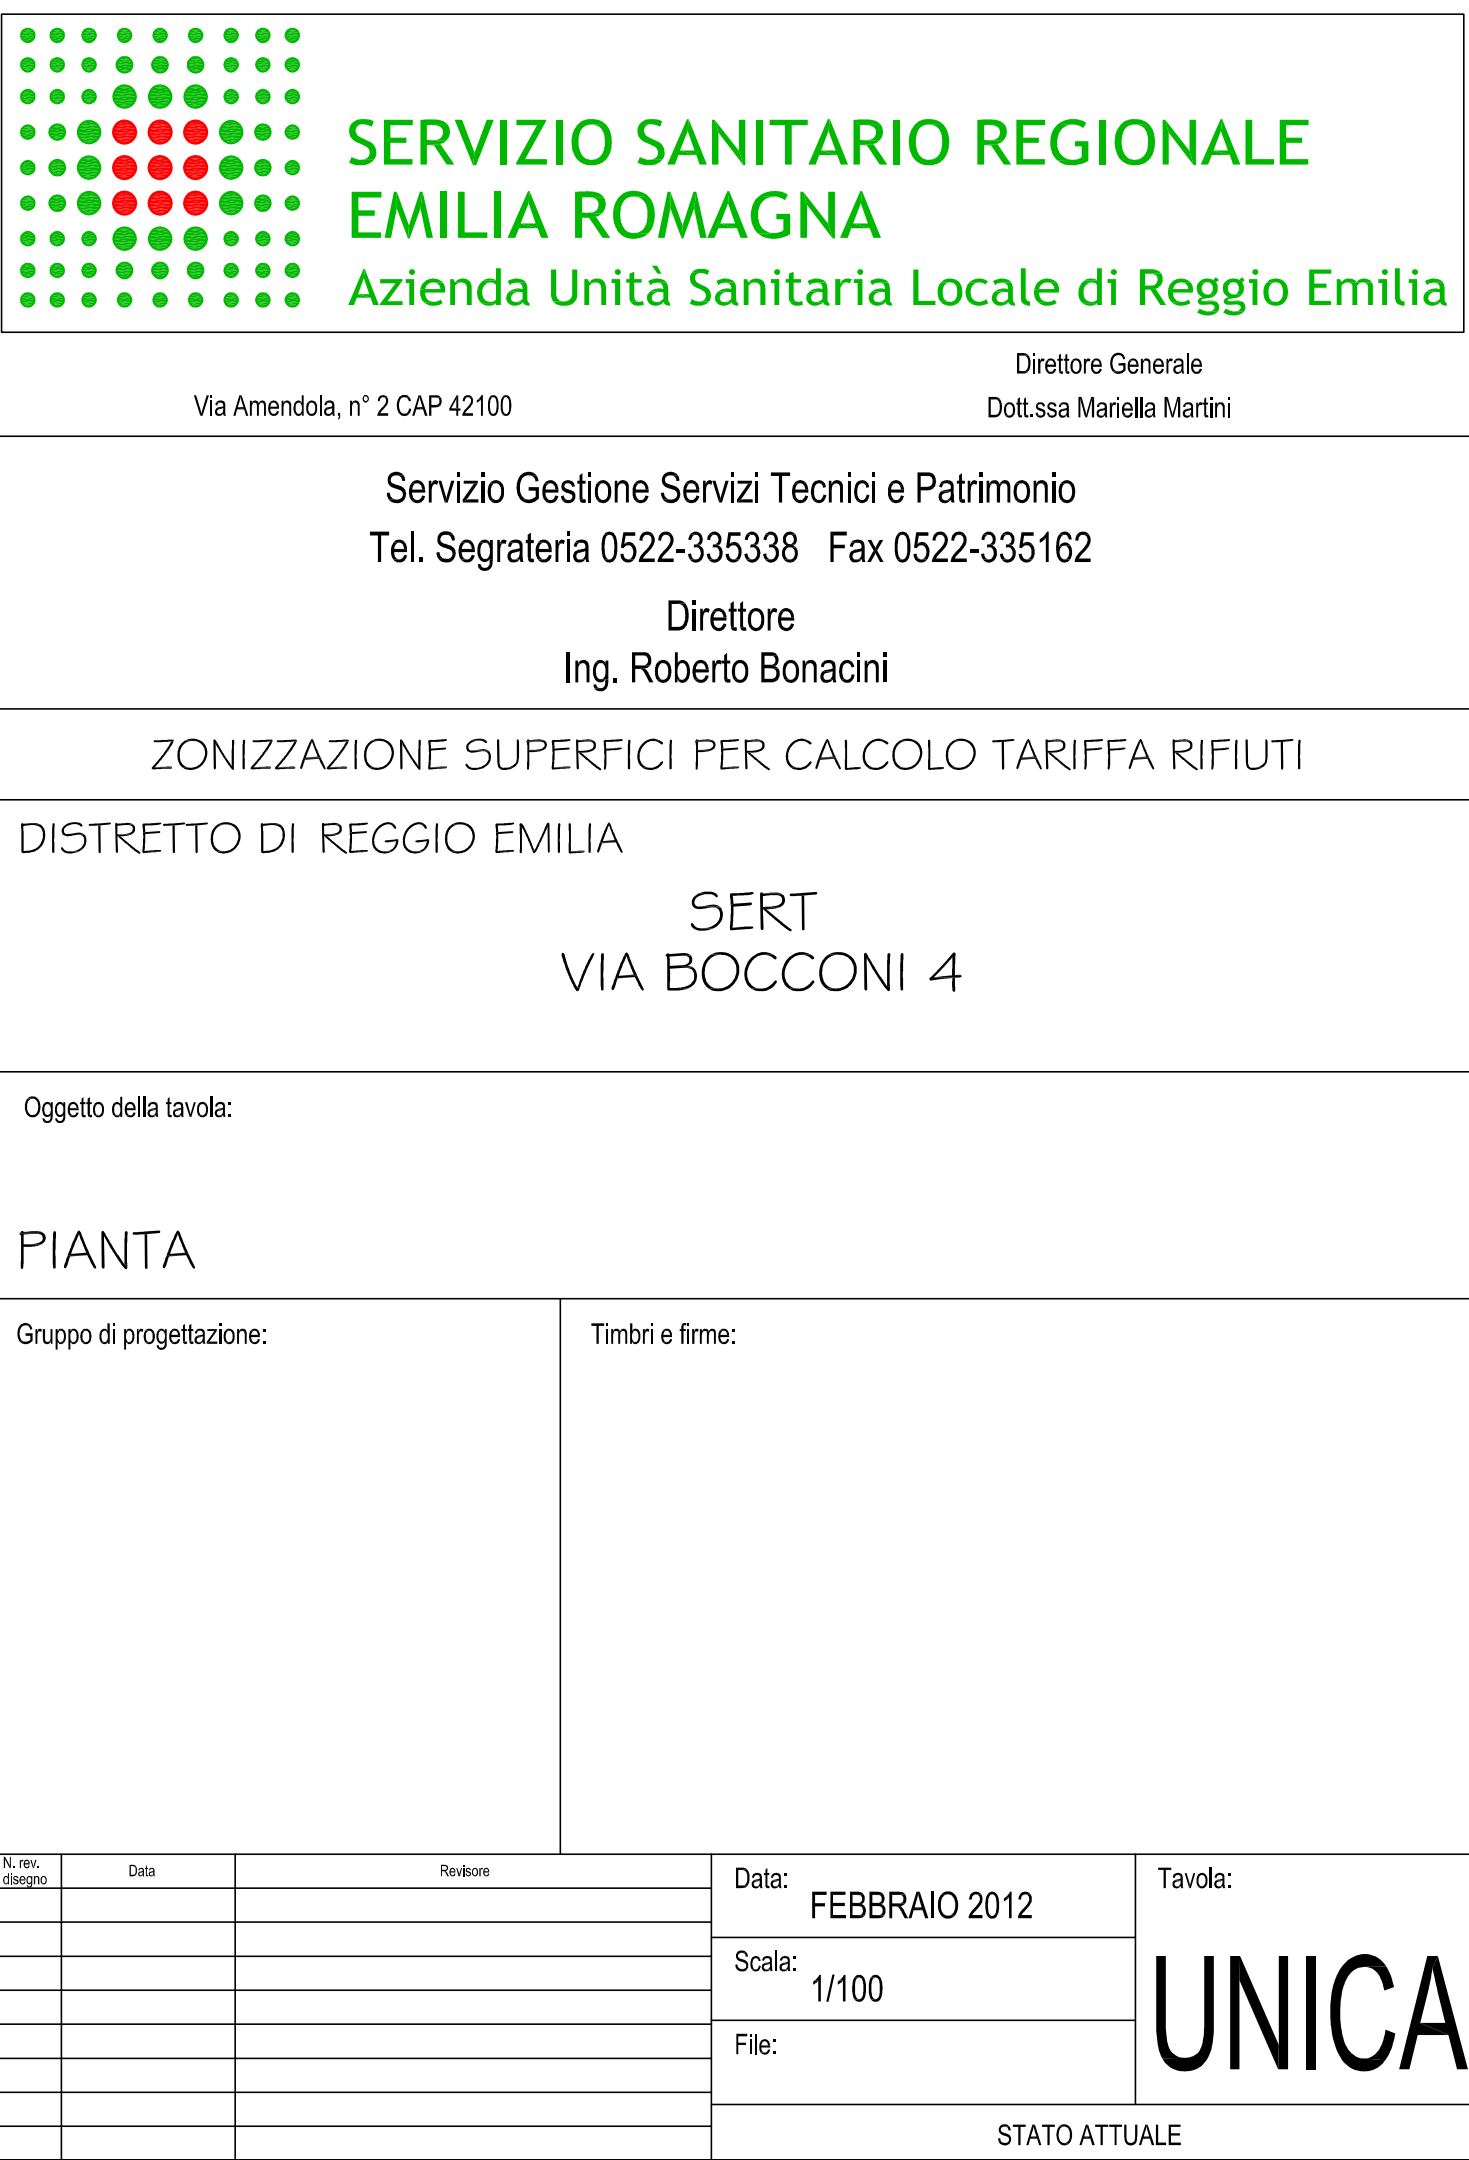 SERVIZIO SANITARIO REGIONALE
EMILIA ROMAGNA
Azienda Unità Sanitaria Locale di Reggio Emilia
Direttore Generale
Via Amendola, n° 2 CAP 42100
Dott.ssa Mariella Martini
Servizio Gestione Servizi Tecnici e Patrimonio
Tel. Segrateria 0522-335338 Fax 0522-335162
Direttore
Ing. Roberto Bonacini
ZONIZZAZIONE SUPERFICI PER CALCOLO TARIFFA RIFIUTI
DISTRETTO DI REGGIO EMILIA
SERT
VIA BOCCONI 4
Oggetto della tavola:
PIANTA
Gruppo di progettazione:
Timbri e firme:
N. rev.
disegno
Data
Revisore
Data:
FEBBRAIO 2012
Scala:
1/100
File:
Tavola:
UNICA
STATO ATTUALE